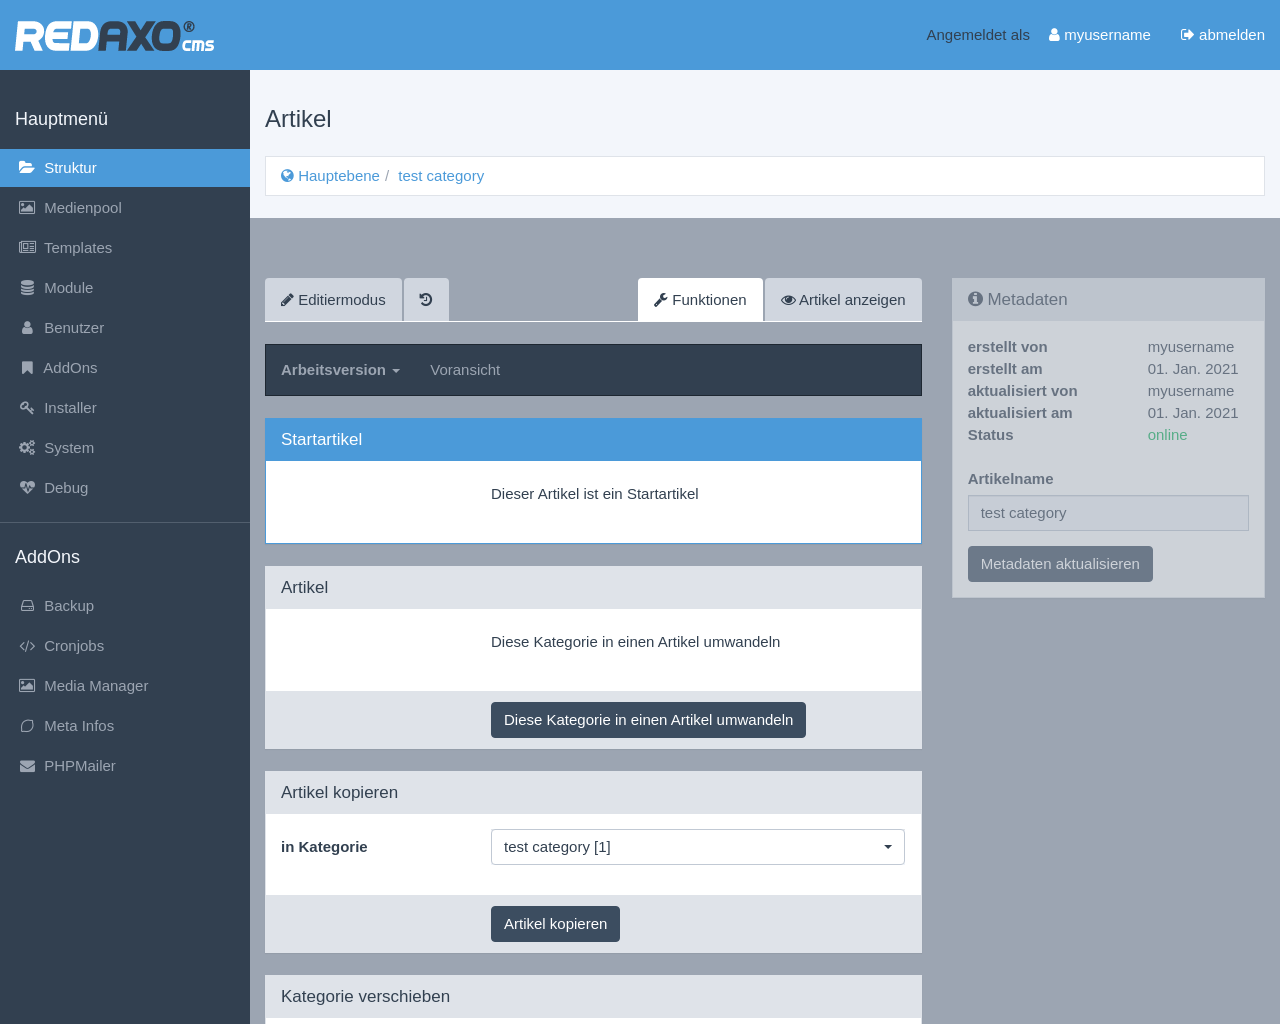 REDAXO® cms
Angemeldet als myusername abmelden
Hauptmenü
Struktur
Medienpool
Templates
Module
Benutzer
AddOns
Installer
System
Debug
AddOns
Backup
Cronjobs
Media Manager
Meta Infos
PHPMailer
Artikel
Hauptebene / test category
Editiermodus
Funktionen
Artikel anzeigen
Arbeitsversion Voransicht
Startartikel
Dieser Artikel ist ein Startartikel
Artikel
Diese Kategorie in einen Artikel umwandeln
Diese Kategorie in einen Artikel umwandeln
Artikel kopieren
in Kategorie test category [1]
Artikel kopieren
Kategorie verschieben
Metadaten
erstellt von myusername
erstellt am 01. Jan. 2021
aktualisiert von myusername
aktualisiert am 01. Jan. 2021
Status online
Artikelname
test category
Metadaten aktualisieren